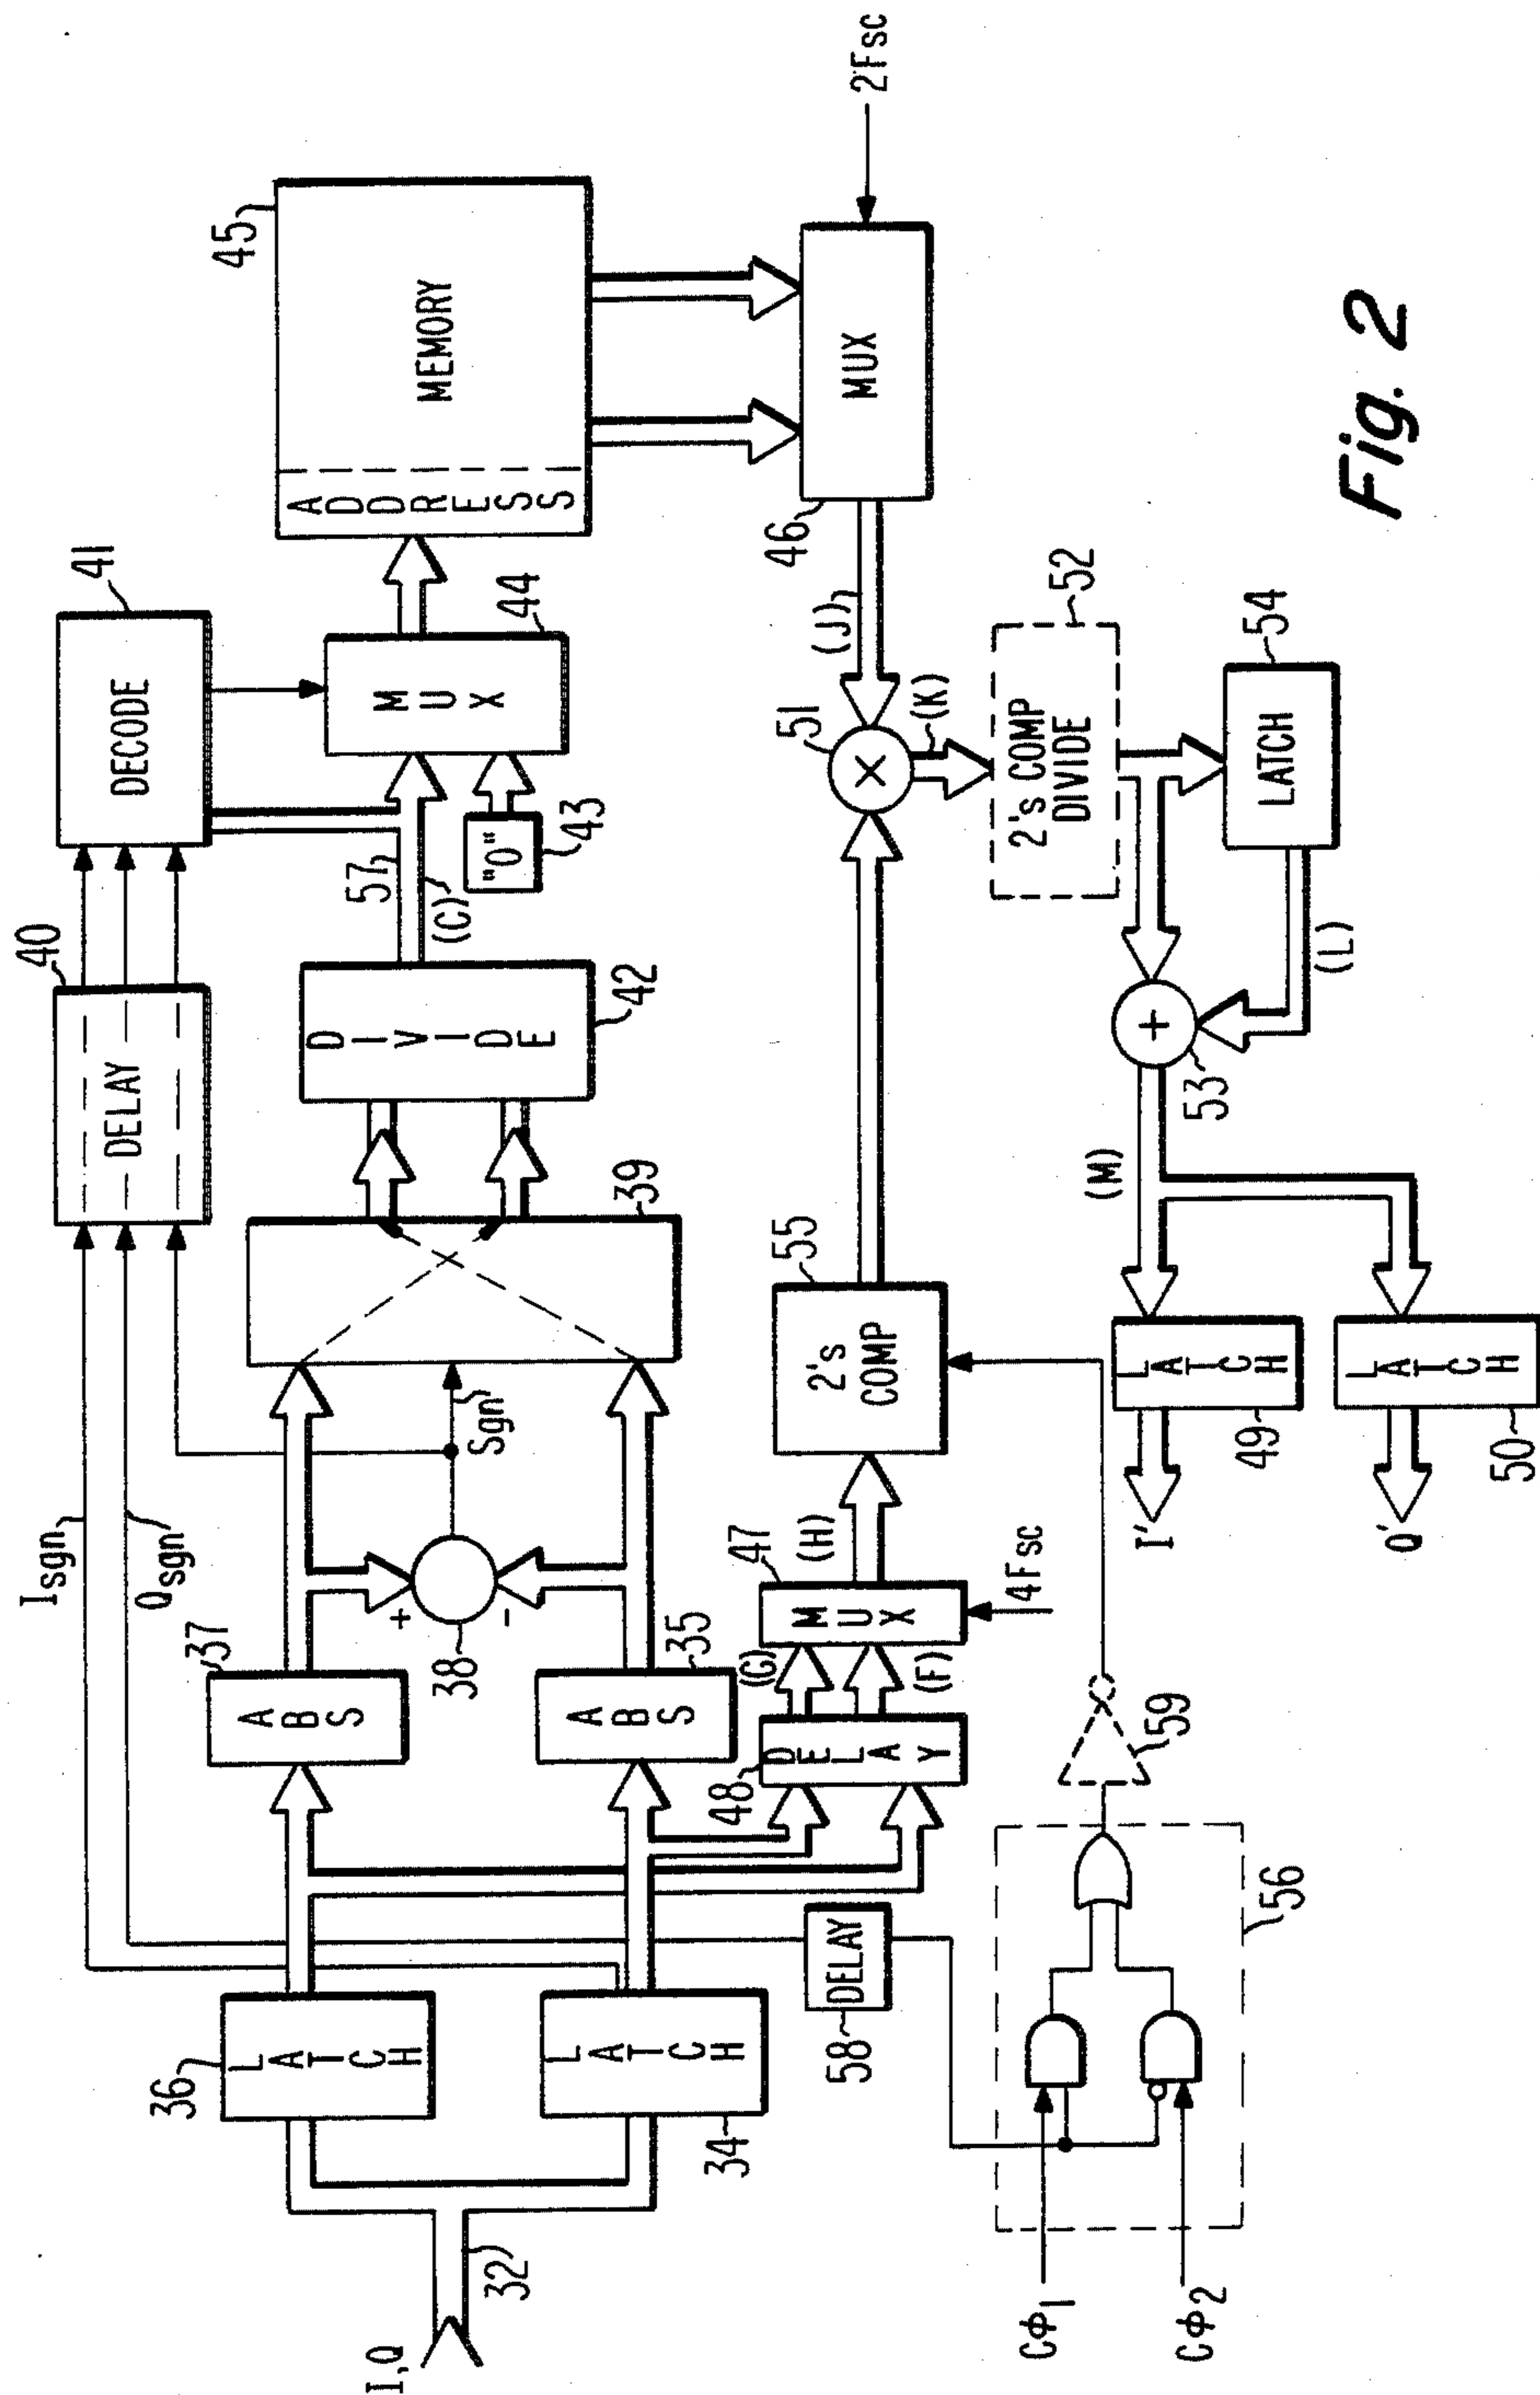 I,Q
32
36
LATCH
34
LATCH
Isgn
Qsgn
37
ABS
35
ABS
38
+
-
Sgn
39
40
DELAY
41
DECODE
DIVIDE
42
57
(C)
"0"
43
MUX
44
45
ADDRESS
MEMORY
MUX
46
2Fsc
48
DELAY
(G)
(F)
47
MUX
4Fsc
(H)
55
2's
COMP
51
×
(J)
(K)
52
2's COMP
DIVIDE
LATCH
54
(L)
+
53
(M)
LATCH
49
I'
LATCH
50
Q'
58
DELAY
56
59
CΦ1
CΦ2
Fig. 2